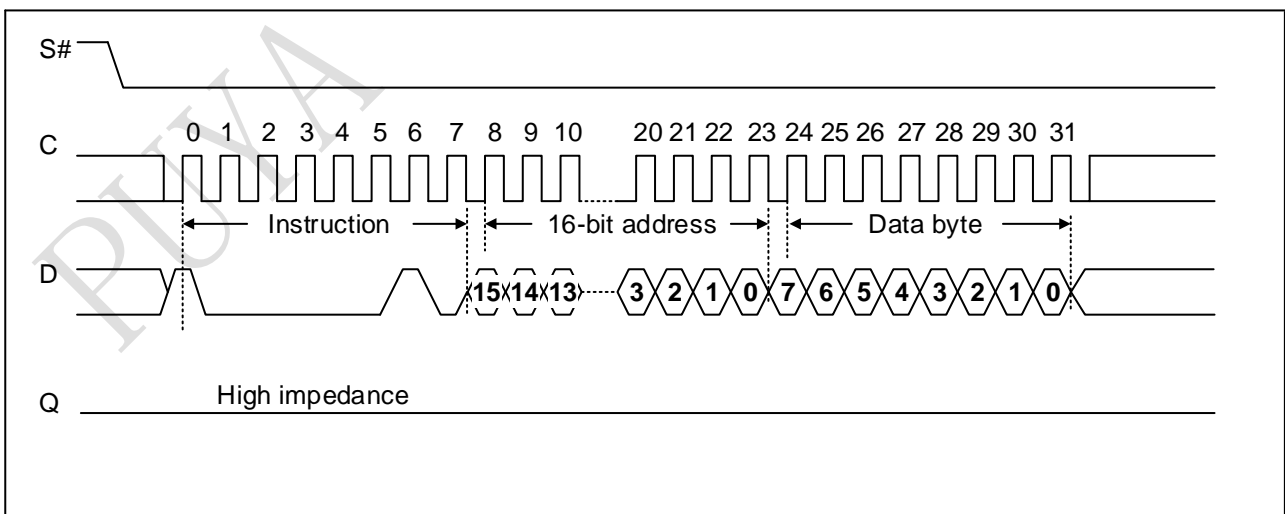 S#
C 0 1 2 3 4 5 6 7 8 9 10 20 21 22 23 24 25 26 27 28 29 30 31
Instruction 16-bit address Data byte
D 15 14 13 3 2 1 0 7 6 5 4 3 2 1 0
Q High impedance
PUYA